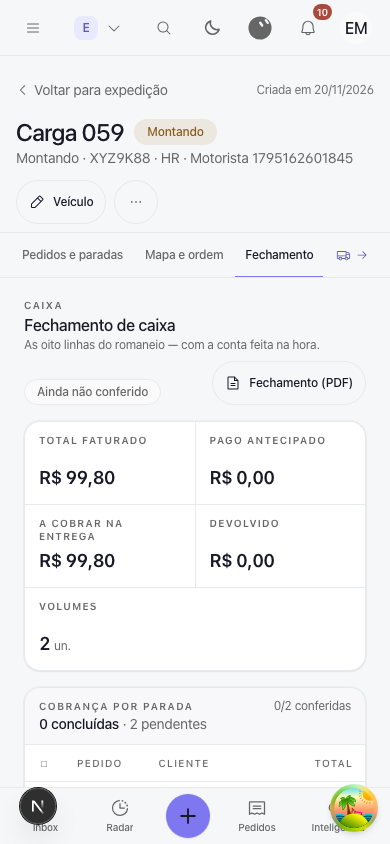 E
10
EM
Voltar para expedição
Criada em 20/11/2026
Carga 059
Montando
Montando · XYZ9K88 · HR · Motorista 1795162601845
Veículo
···
Pedidos e paradas
Mapa e ordem
Fechamento
CAIXA
Fechamento de caixa
As oito linhas do romaneio — com a conta feita na hora.
Ainda não conferido
Fechamento (PDF)
TOTAL FATURADO
PAGO ANTECIPADO
R$ 99,80
R$ 0,00
A COBRAR NA
ENTREGA
DEVOLVIDO
R$ 99,80
R$ 0,00
VOLUMES
2 un.
COBRANÇA POR PARADA
0/2 conferidas
0 concluídas · 2 pendentes
PEDIDO
CLIENTE
TOTAL
N
Inbox
Radar
Pedidos